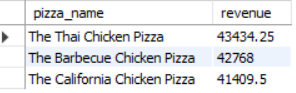 pizza_name revenue
The Thai Chicken Pizza 43434.25
The Barbecue Chicken Pizza 42768
The California Chicken Pizza 41409.5